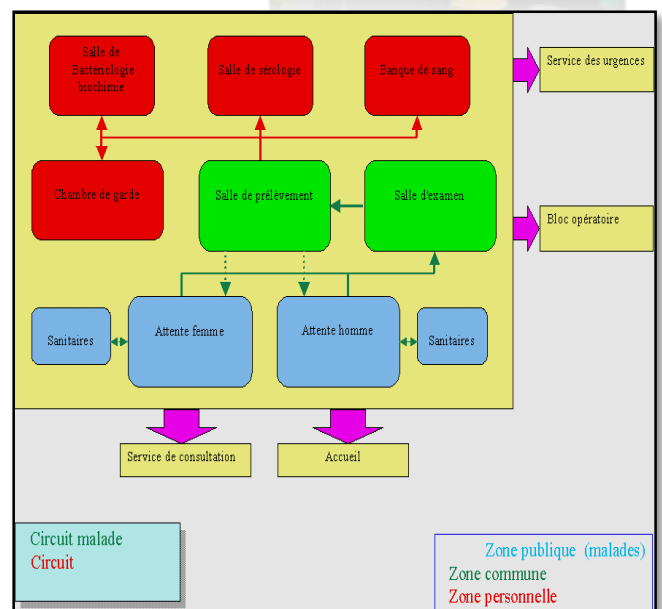 Salle de
Bactériologie
biochimie
Salle de sérologie
Banque de sang
Service des urgences
Chambre de garde
Salle de prélèvement
Salle d'examen
Bloc opératoire
Sanitaires
Attente femme
Attente homme
Sanitaires
Service de consultation
Accueil
Circuit malade
Circuit
Zone publique (malades)
Zone commune
Zone personnelle